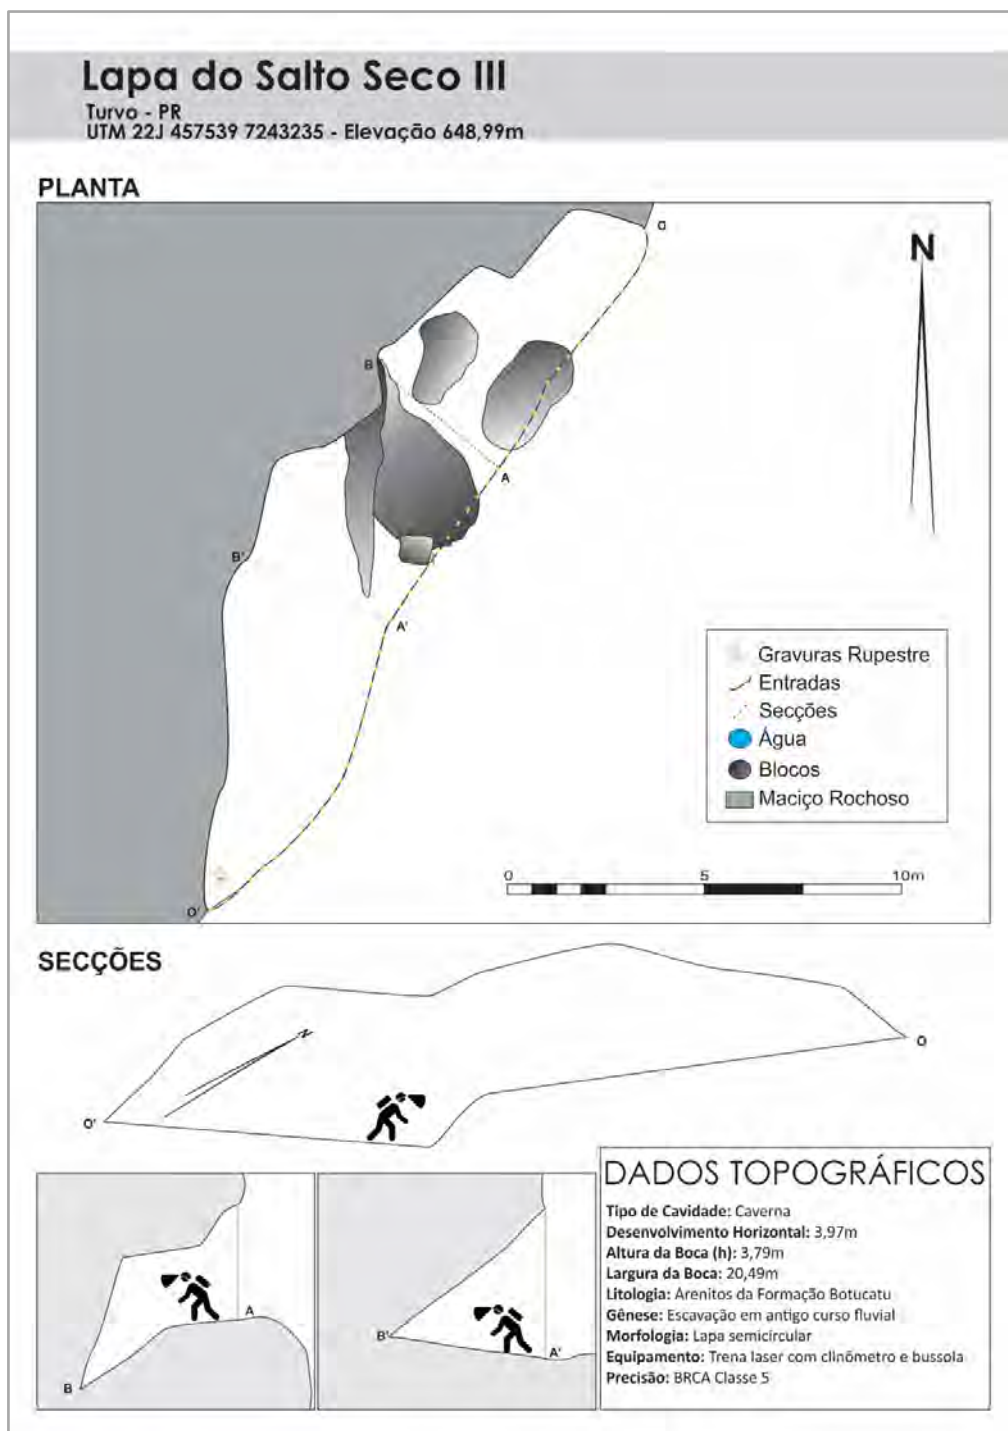 Lapa do Salto Seco III
Turvo - PR
UTM 22J 457539 7243235 - Elevação 648,99m
PLANTA
O
N
B
A
B'
A'
O'
Gravuras Rupestre
Entradas
Secções
Água
Blocos
Maciço Rochoso
0 5 10m
SECÇÕES
N
O
O'
A
B
B'
A'
DADOS TOPOGRÁFICOS
Tipo de Cavidade: Caverna
Desenvolvimento Horizontal: 3,97m
Altura da Boca (h): 3,79m
Largura da Boca: 20,49m
Litologia: Arenitos da Formação Botucatu
Gênese: Escavação em antigo curso fluvial
Morfologia: Lapa semicircular
Equipamento: Trena laser com clinômetro e bussola
Precisão: BRCA Classe 5